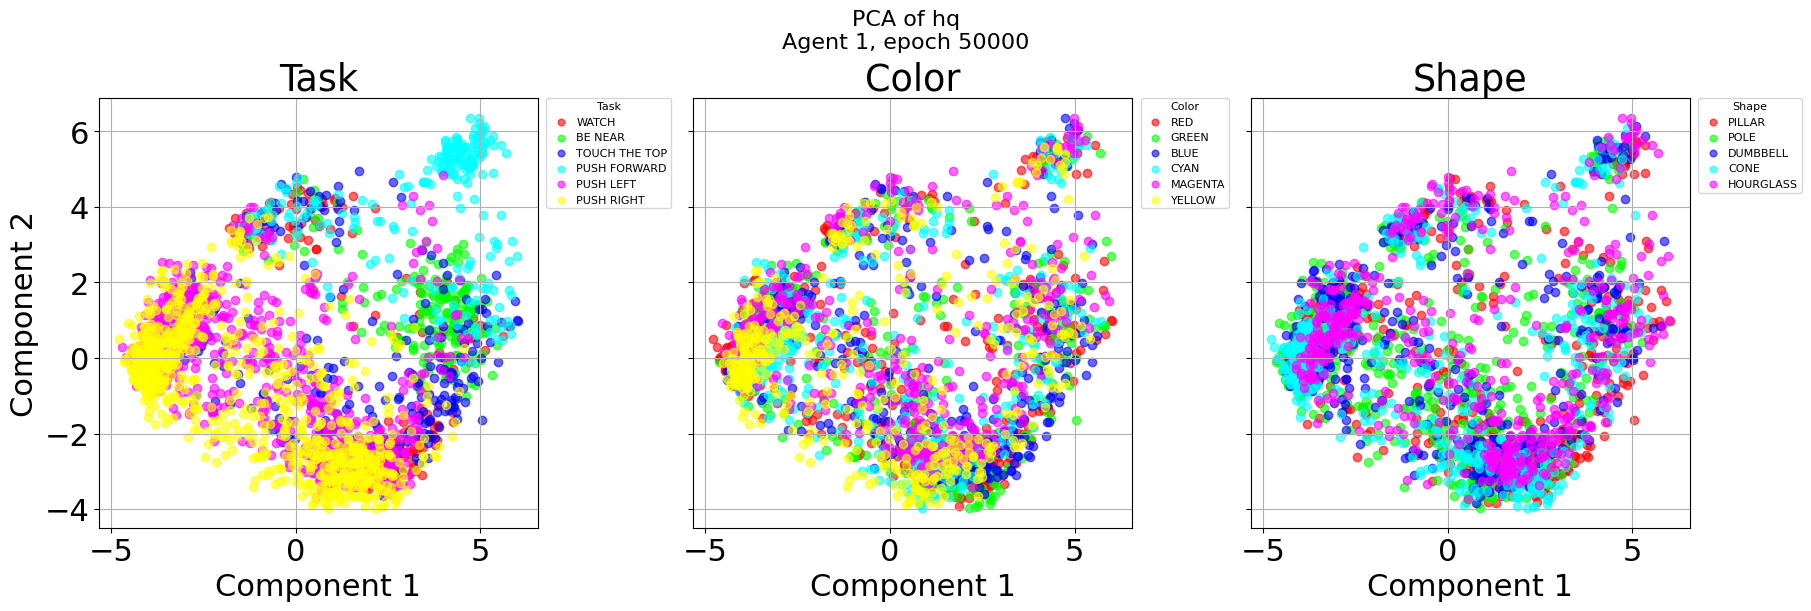 PCA of hq
Agent 1, epoch 50000
Task
Color
Shape
Component 2
6
4
2
0
−2
−4
−5
0
5
Component 1
Task
WATCH
BE NEAR
TOUCH THE TOP
PUSH FORWARD
PUSH LEFT
PUSH RIGHT
−5
0
5
Component 1
Color
RED
GREEN
BLUE
CYAN
MAGENTA
YELLOW
−5
0
5
Component 1
Shape
PILLAR
POLE
DUMBBELL
CONE
HOURGLASS